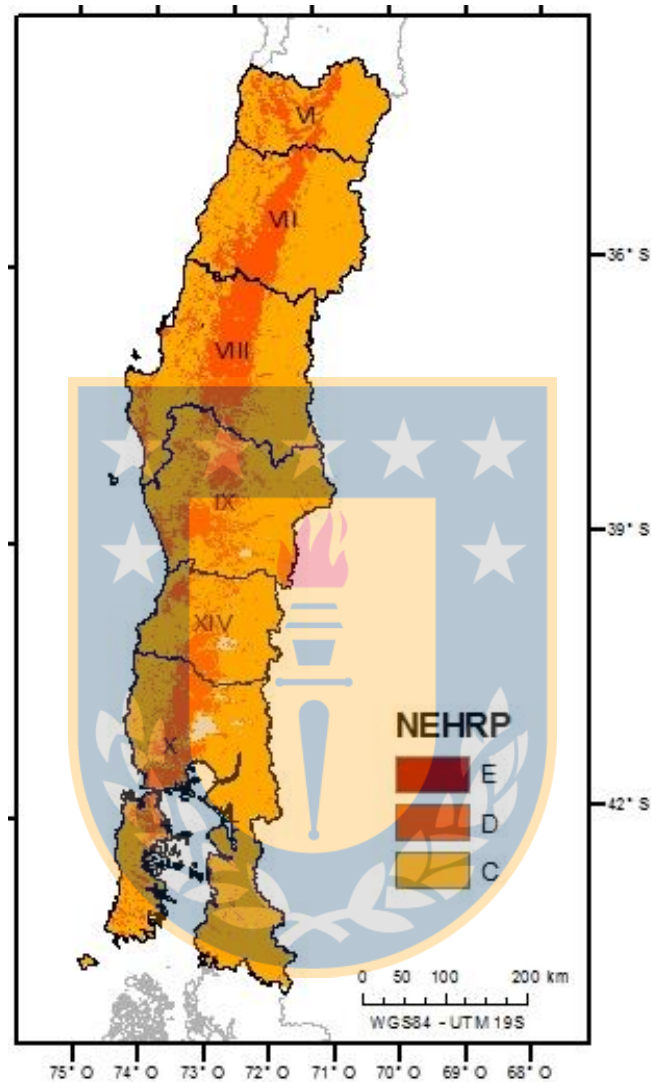 VI
VII
36° S
VIII
IX
39° S
XIV
X
NEHRP
E
D
C
42° S
0 50 100 200 km
WGS84 - UTM 19S
75° O 74° O 73° O 72° O 71° O 70° O 69° O 68° O